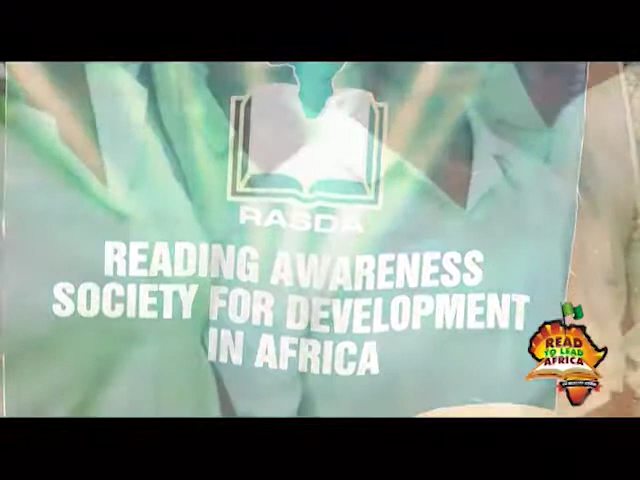 RASDA
READING AWARENESS
SOCIETY FOR DEVELOPMENT
IN AFRICA
READ
TO LEAD
AFRICA